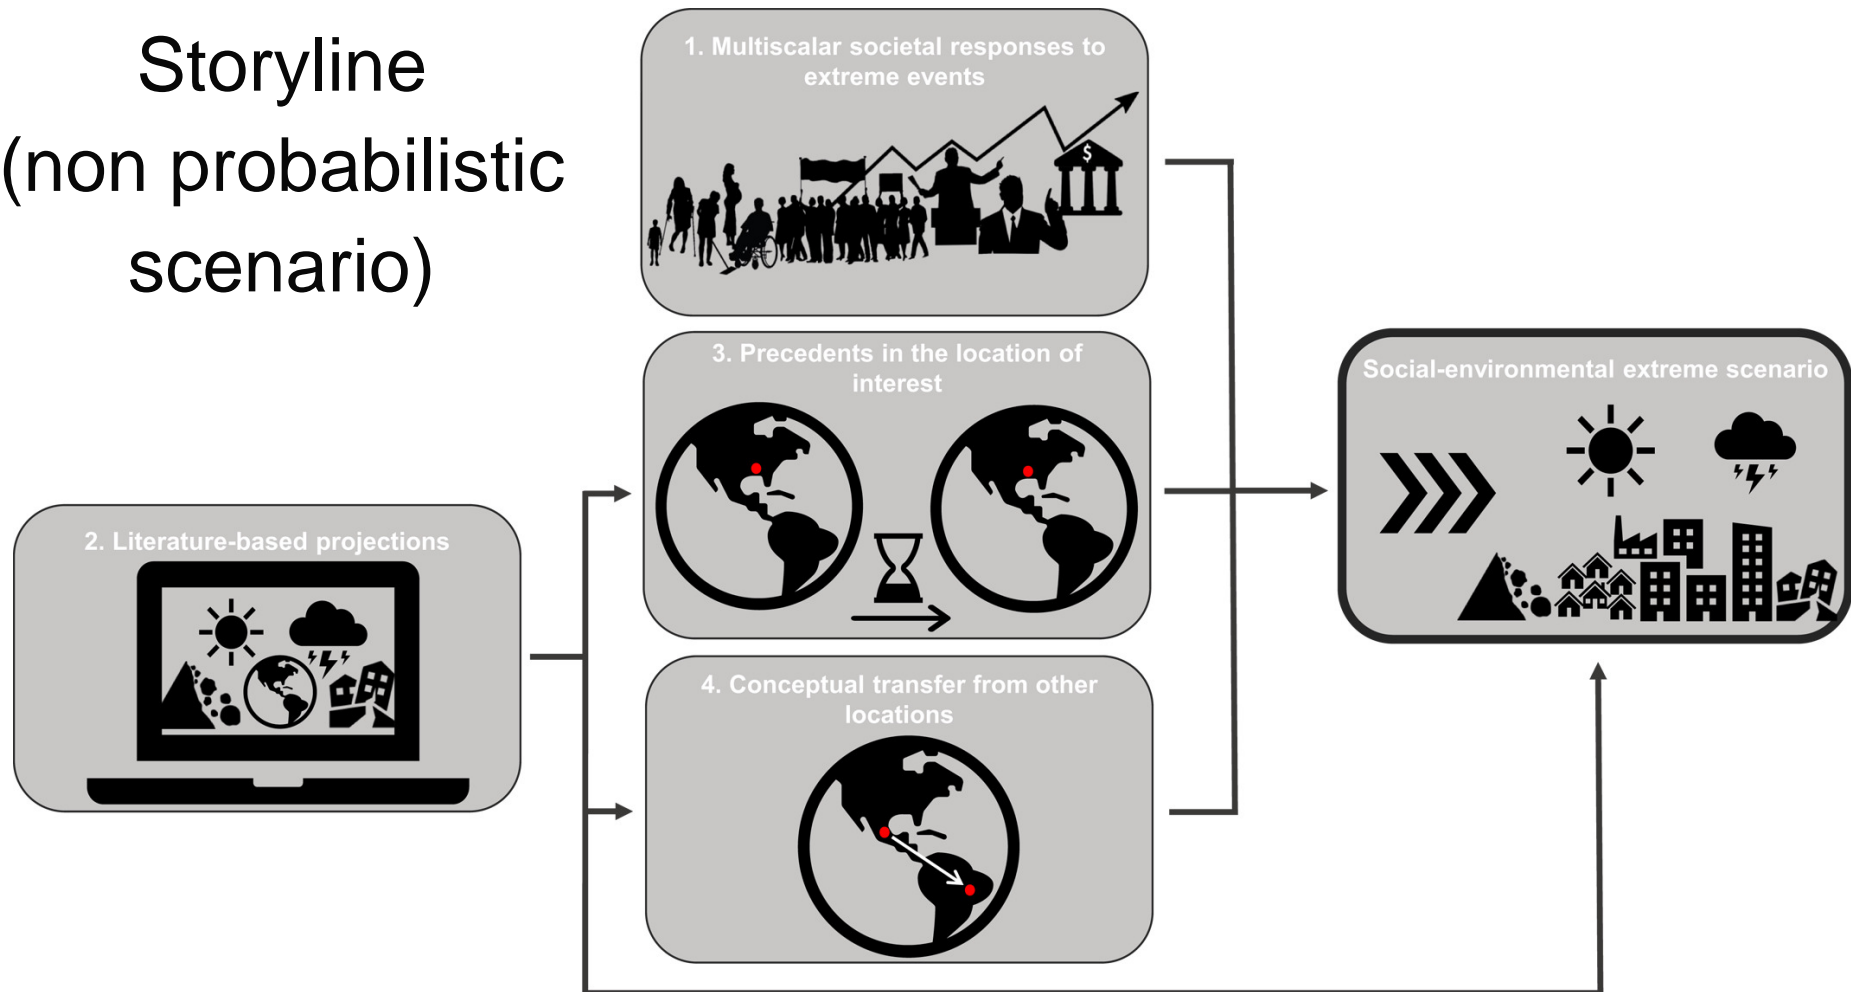 Storyline
(non probabilistic
scenario)
1. Multiscalar societal responses to
extreme events
$
3. Precedents in the location of
interest
Social-environmental extreme scenario
2. Literature-based projections
4. Conceptual transfer from other
locations